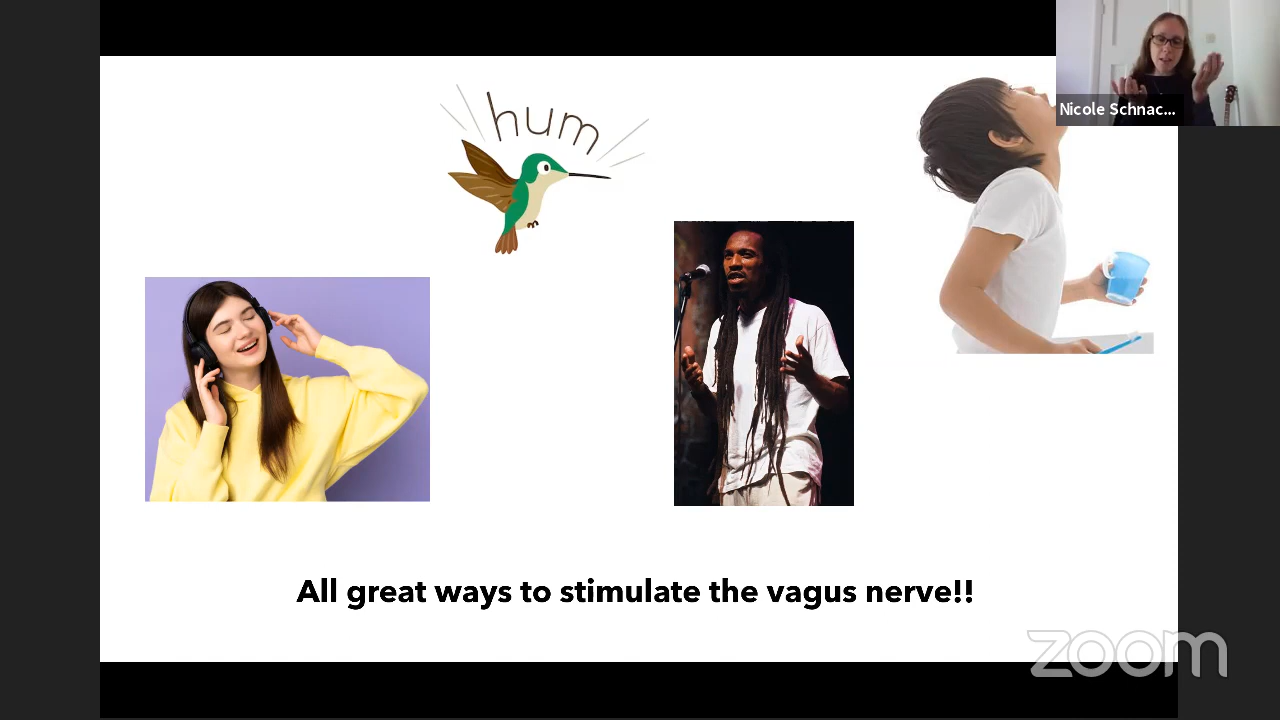 Nicole Schnac...
hum
All great ways to stimulate the vagus nerve!!
zoom